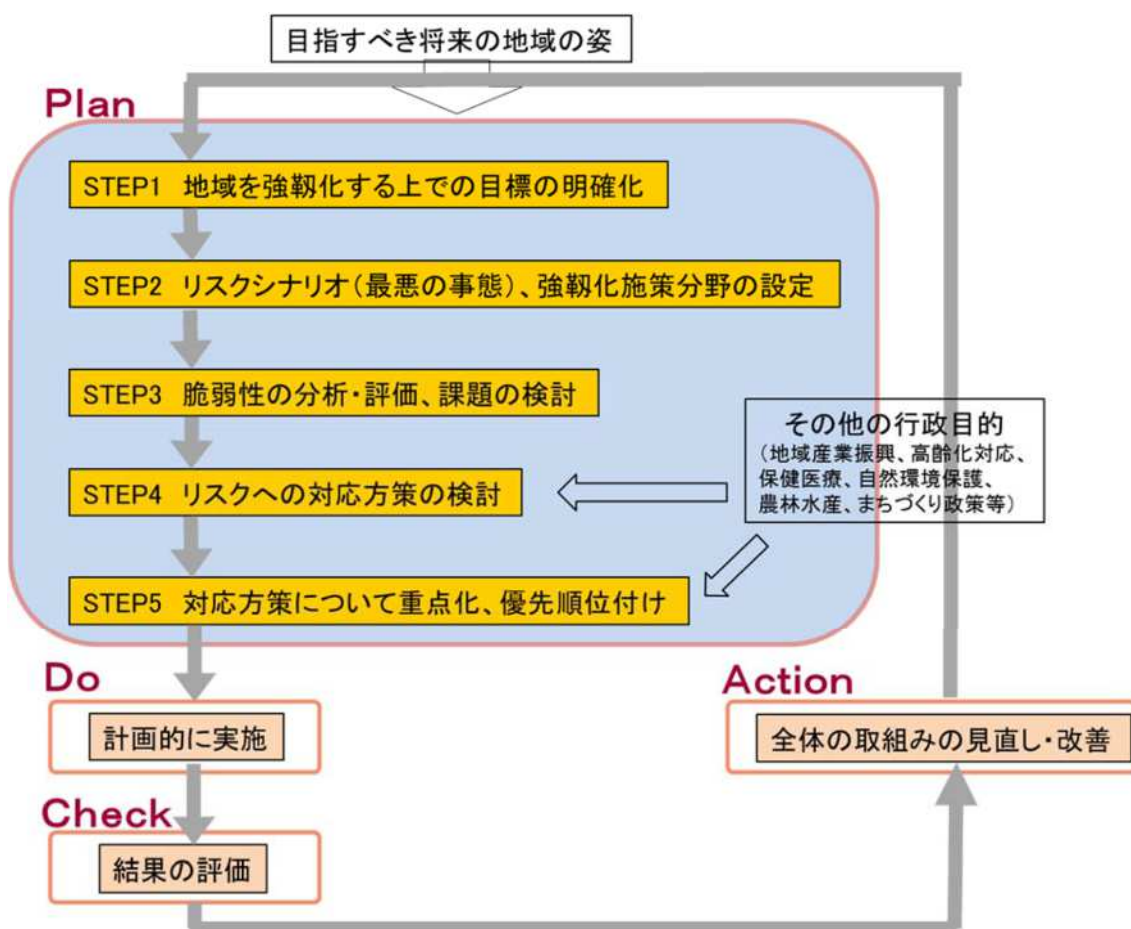 目指すべき将来の地域の姿
Plan
STEP1 地域を強靱化する上での目標の明確化
STEP2 リスクシナリオ（最悪の事態）、強靱化施策分野の設定
STEP3 脆弱性の分析・評価、課題の検討
その他の行政目的
（地域産業振興、高齢化対応、
保健医療、自然環境保護、
農林水産、まちづくり政策等）
STEP4 リスクへの対応方策の検討
STEP5 対応方策について重点化、優先順位付け
Do
計画的に実施
Action
全体の取組みの見直し・改善
Check
結果の評価